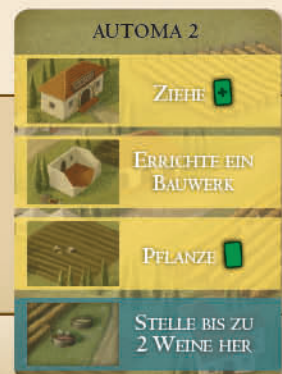 AUTOMA 2
ZIEHE +
ERRICHTE EIN
BAUWERK
PFLANZE
STELLE BIS ZU
2 WEINE HER